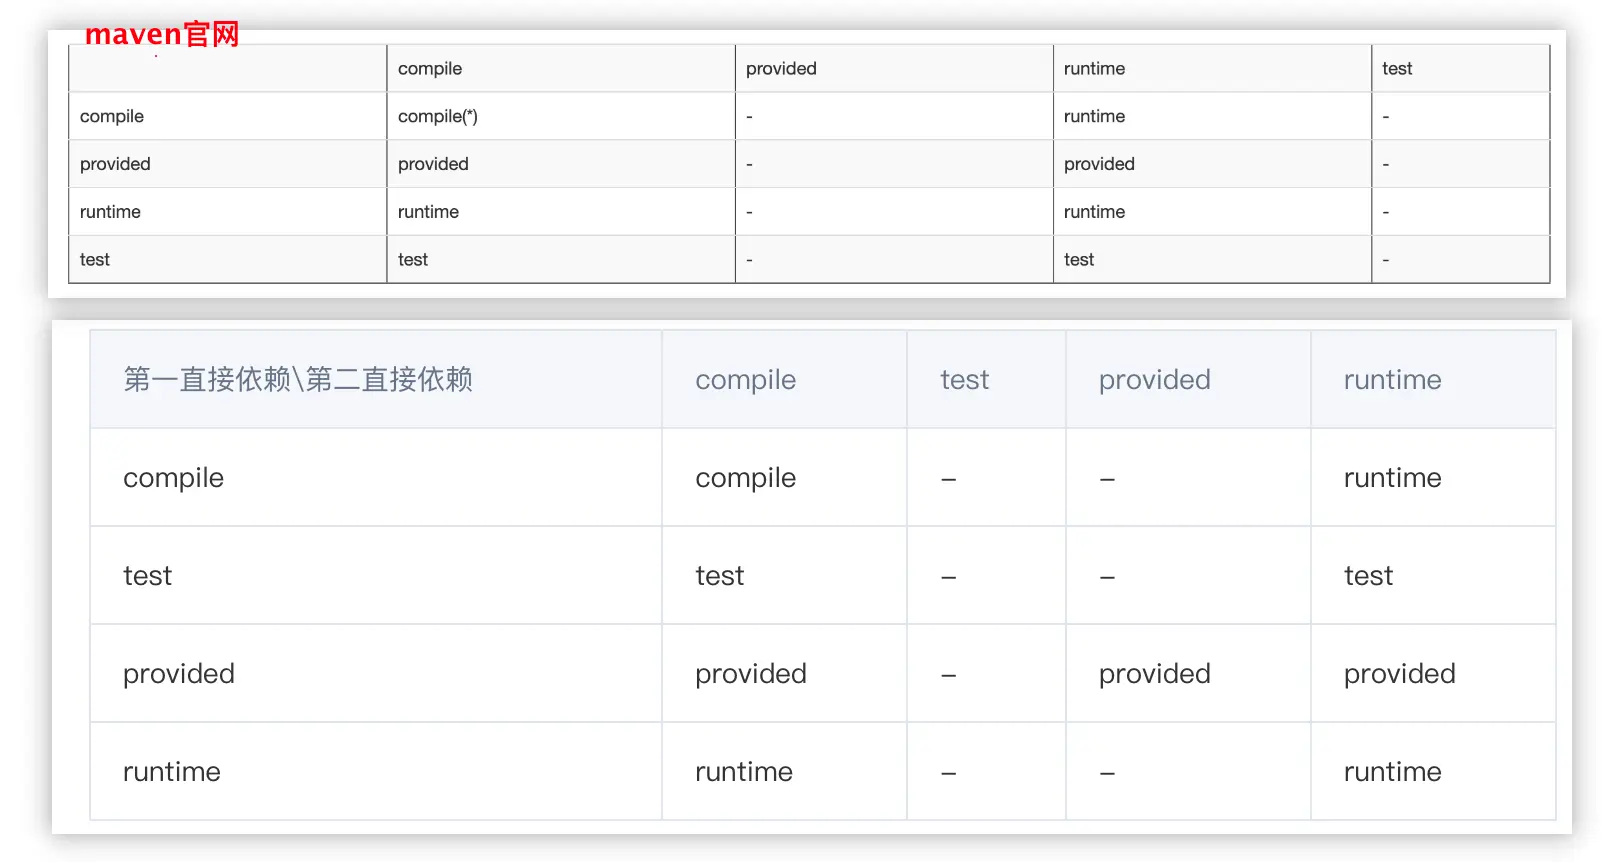 maven官网
compile provided runtime test
compile compile(*) - runtime -
provided provided - provided -
runtime runtime - runtime -
test test - test -
第一直接依赖\第二直接依赖 compile test provided runtime
compile compile – – runtime
test test – – test
provided provided – provided provided
runtime runtime – – runtime